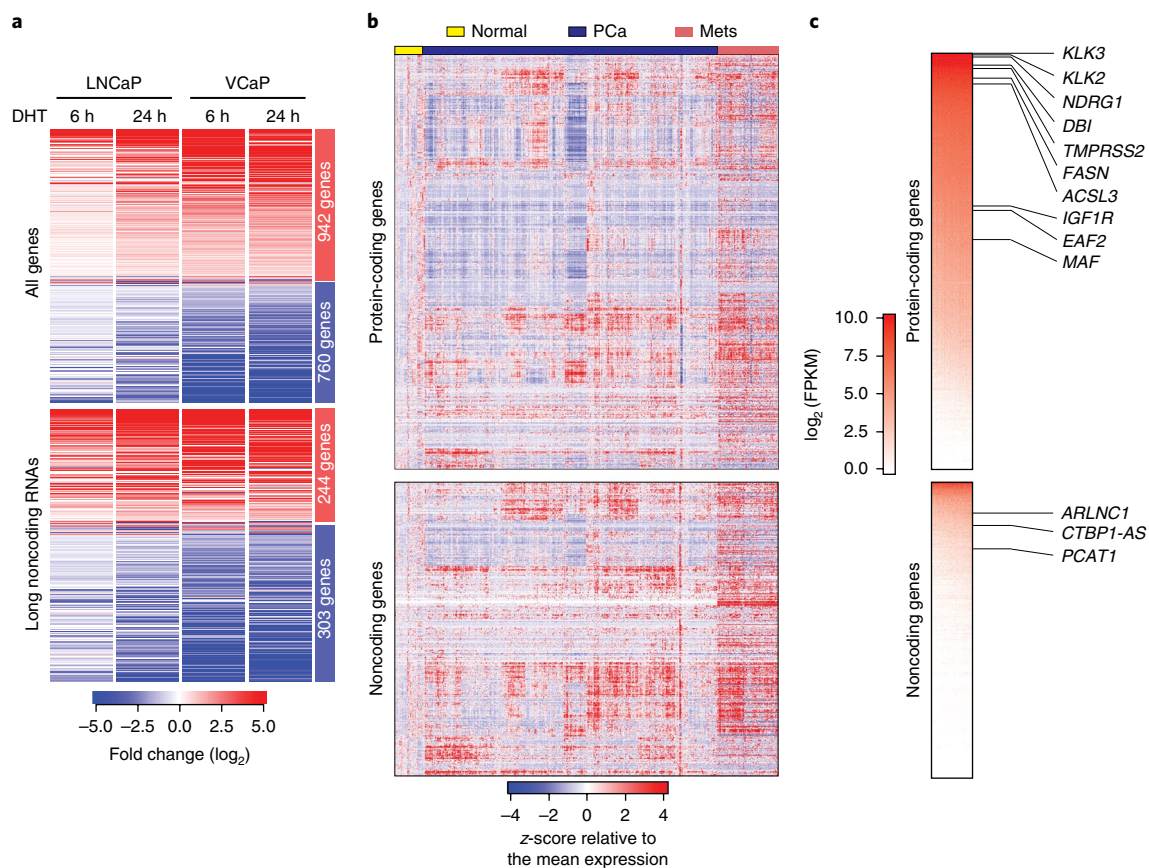 a
LNCaP VCaP
DHT 6 h 24 h 6 h 24 h
All genes
942 genes
760 genes
Long noncoding RNAs
244 genes
303 genes
–5.0 –2.5 0.0 2.5 5.0
Fold change (log2)
b
Normal PCa Mets
Protein-coding genes
Noncoding genes
–4 –2 0 2 4
z-score relative to
the mean expression
c
10.0
7.5
5.0
2.5
0.0
log2 (FPKM)
Protein-coding genes
KLK3
KLK2
NDRG1
DBI
TMPRSS2
FASN
ACSL3
IGF1R
EAF2
MAF
Noncoding genes
ARLNC1
CTBP1-AS
PCAT1